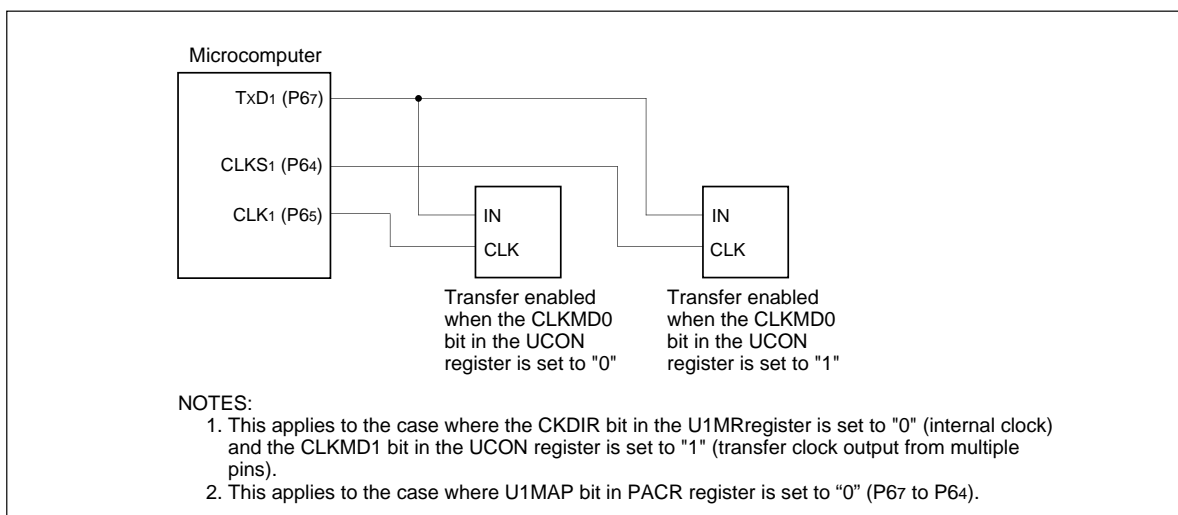 Microcomputer
TxD1 (P67)
CLKS1 (P64)
CLK1 (P65)
IN
CLK
IN
CLK
Transfer enabled
when the CLKMD0
bit in the UCON
register is set to "0"
Transfer enabled
when the CLKMD0
bit in the UCON
register is set to "1"
NOTES:
1. This applies to the case where the CKDIR bit in the U1MRregister is set to "0" (internal clock)
and the CLKMD1 bit in the UCON register is set to "1" (transfer clock output from multiple
pins).
2. This applies to the case where U1MAP bit in PACR register is set to “0” (P67 to P64).